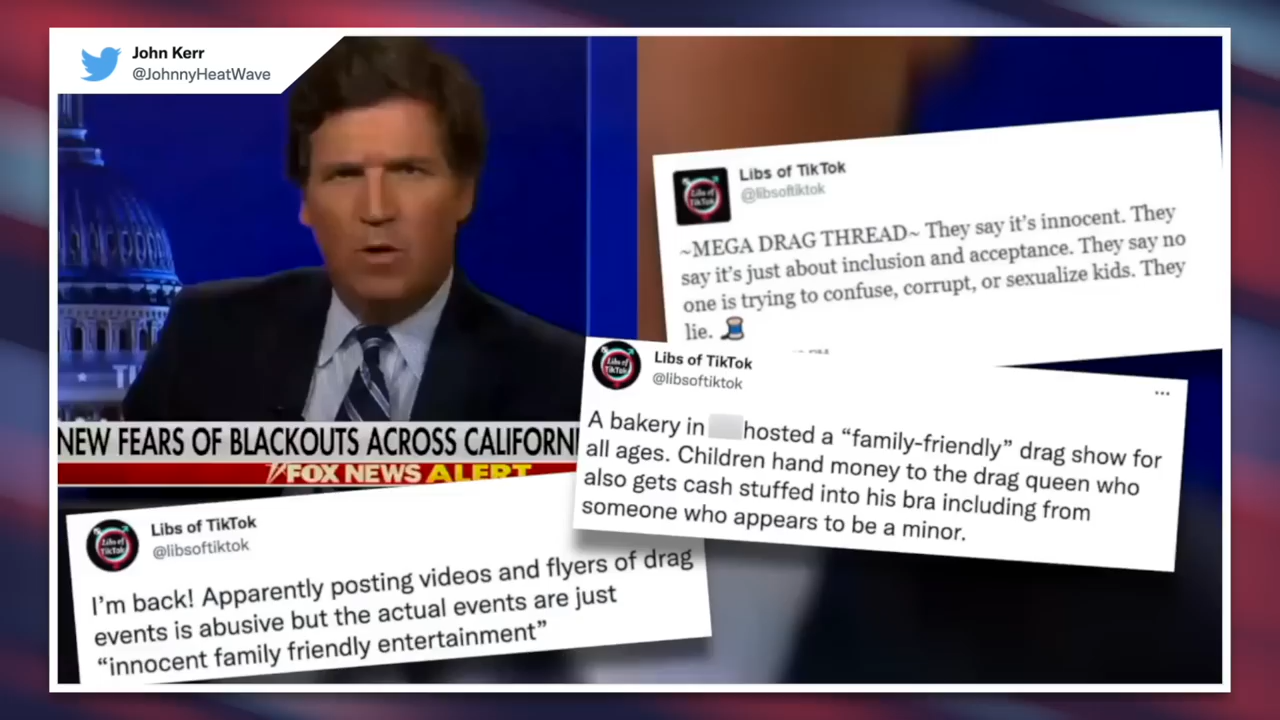 John Kerr
@JohnnyHeatWave
Libs of TikTok
@libsoftiktok
~MEGA DRAG THREAD~ They say it's innocent. They
say it's just about inclusion and acceptance. They say no
one is trying to confuse, corrupt, or sexualize kids. They
lie.
Libs of TikTok
@libsoftiktok
A bakery in hosted a “family-friendly” drag show for
all ages. Children hand money to the drag queen who
also gets cash stuffed into his bra including from
someone who appears to be a minor.
NEW FEARS OF BLACKOUTS ACROSS CALIFORNI
FOX NEWS ALERT
Libs of TikTok
@libsoftiktok
I'm back! Apparently posting videos and flyers of drag
events is abusive but the actual events are just
“innocent family friendly entertainment”